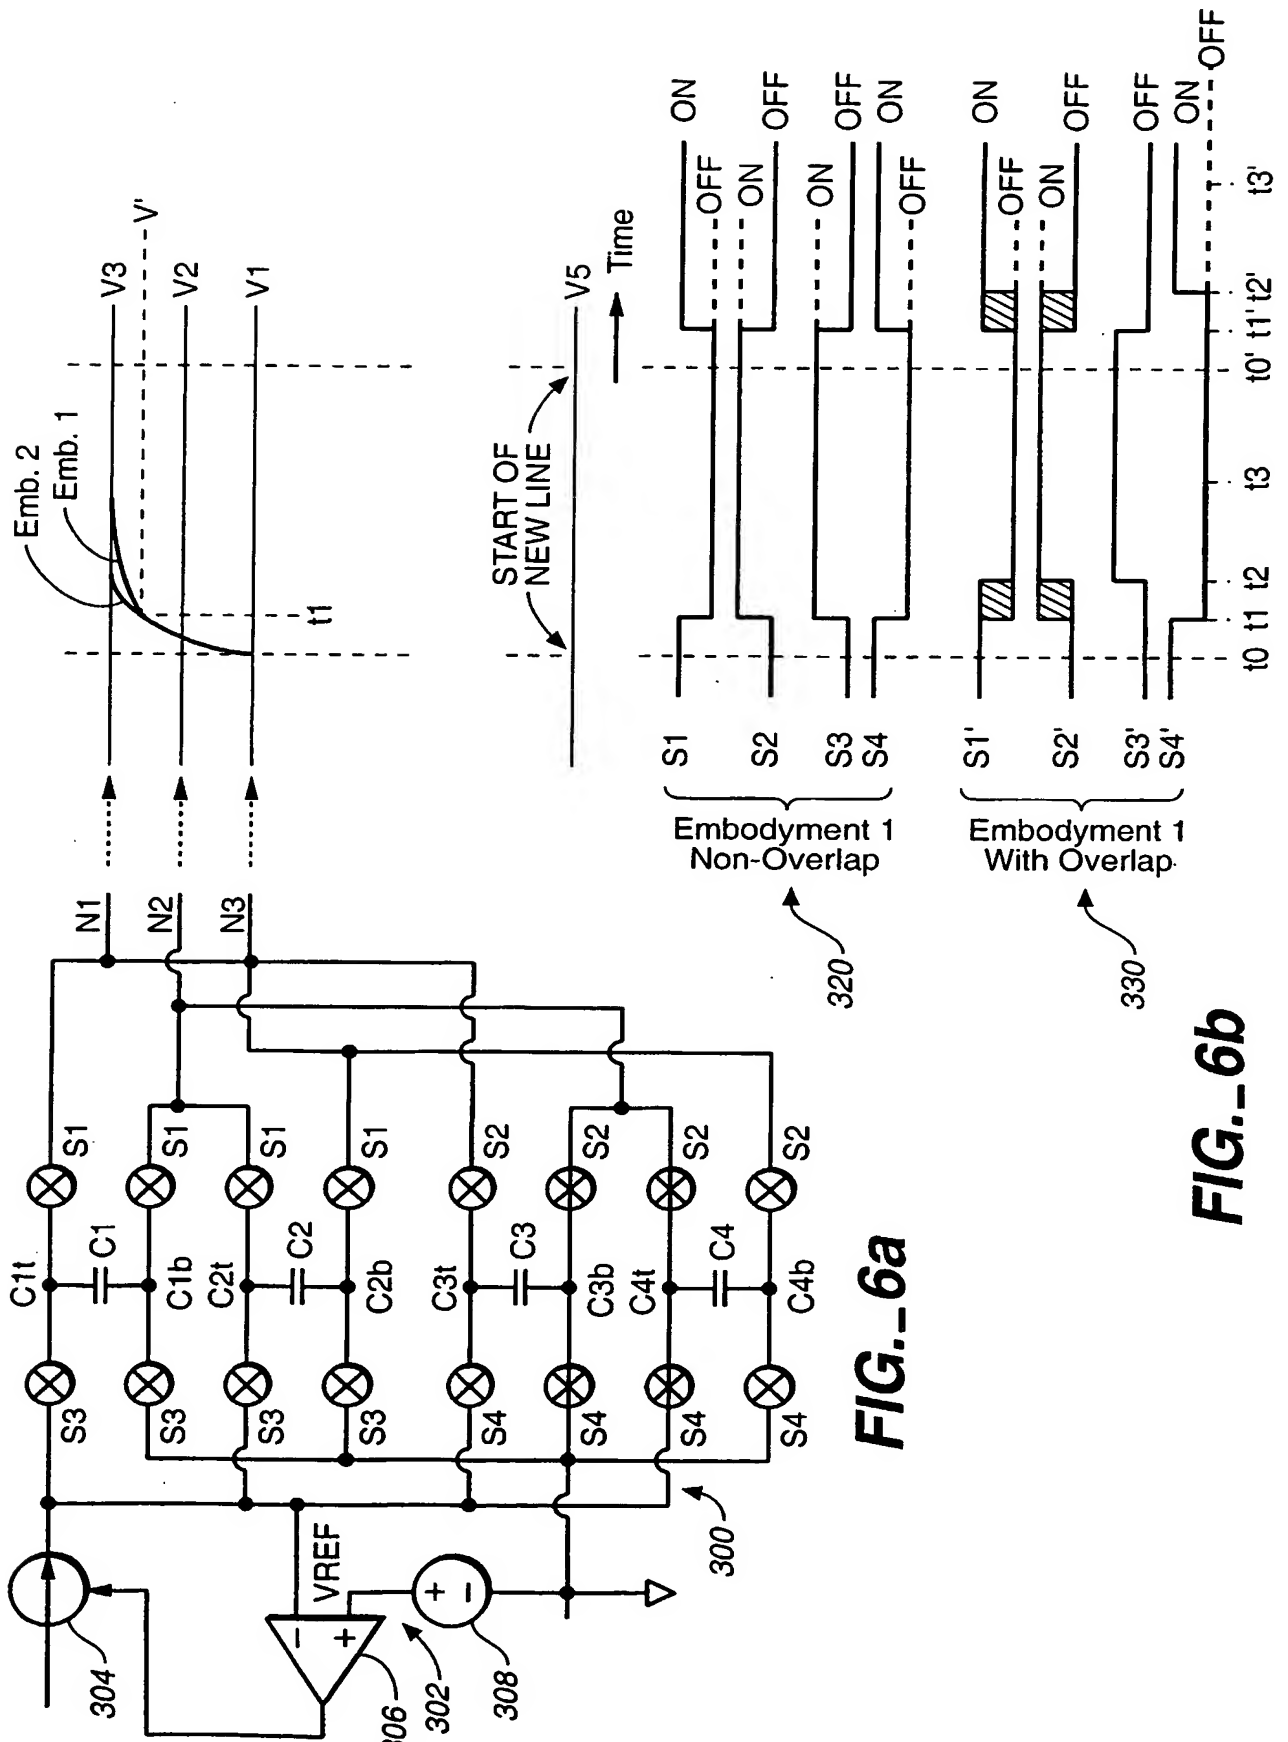 C1t
S3
S1
C1
C1b
S3
S1
C2t
S3
S1
C2
C2b
S3
S1
C3t
S4
S2
C3
C3b
S4
S2
C4t
S4
S2
C4
C4b
S4
S2
N1
N2
N3
304
VREF
-
+
302
308
+
-
300
FIG._6a
Emb. 2
Emb. 1
V3
V'
V2
V1
t1
START OF
NEW LINE
V5
Time
S1
ON
OFF
S2
ON
OFF
S3
ON
OFF
S4
ON
OFF
Embodyment 1
Non-Overlap
320
S1'
ON
OFF
S2'
ON
OFF
S3'
OFF
S4'
ON
OFF
Embodyment 1
With Overlap
330
t0 t1 t2 t3 t0' t1' t2' t3'
FIG._6b